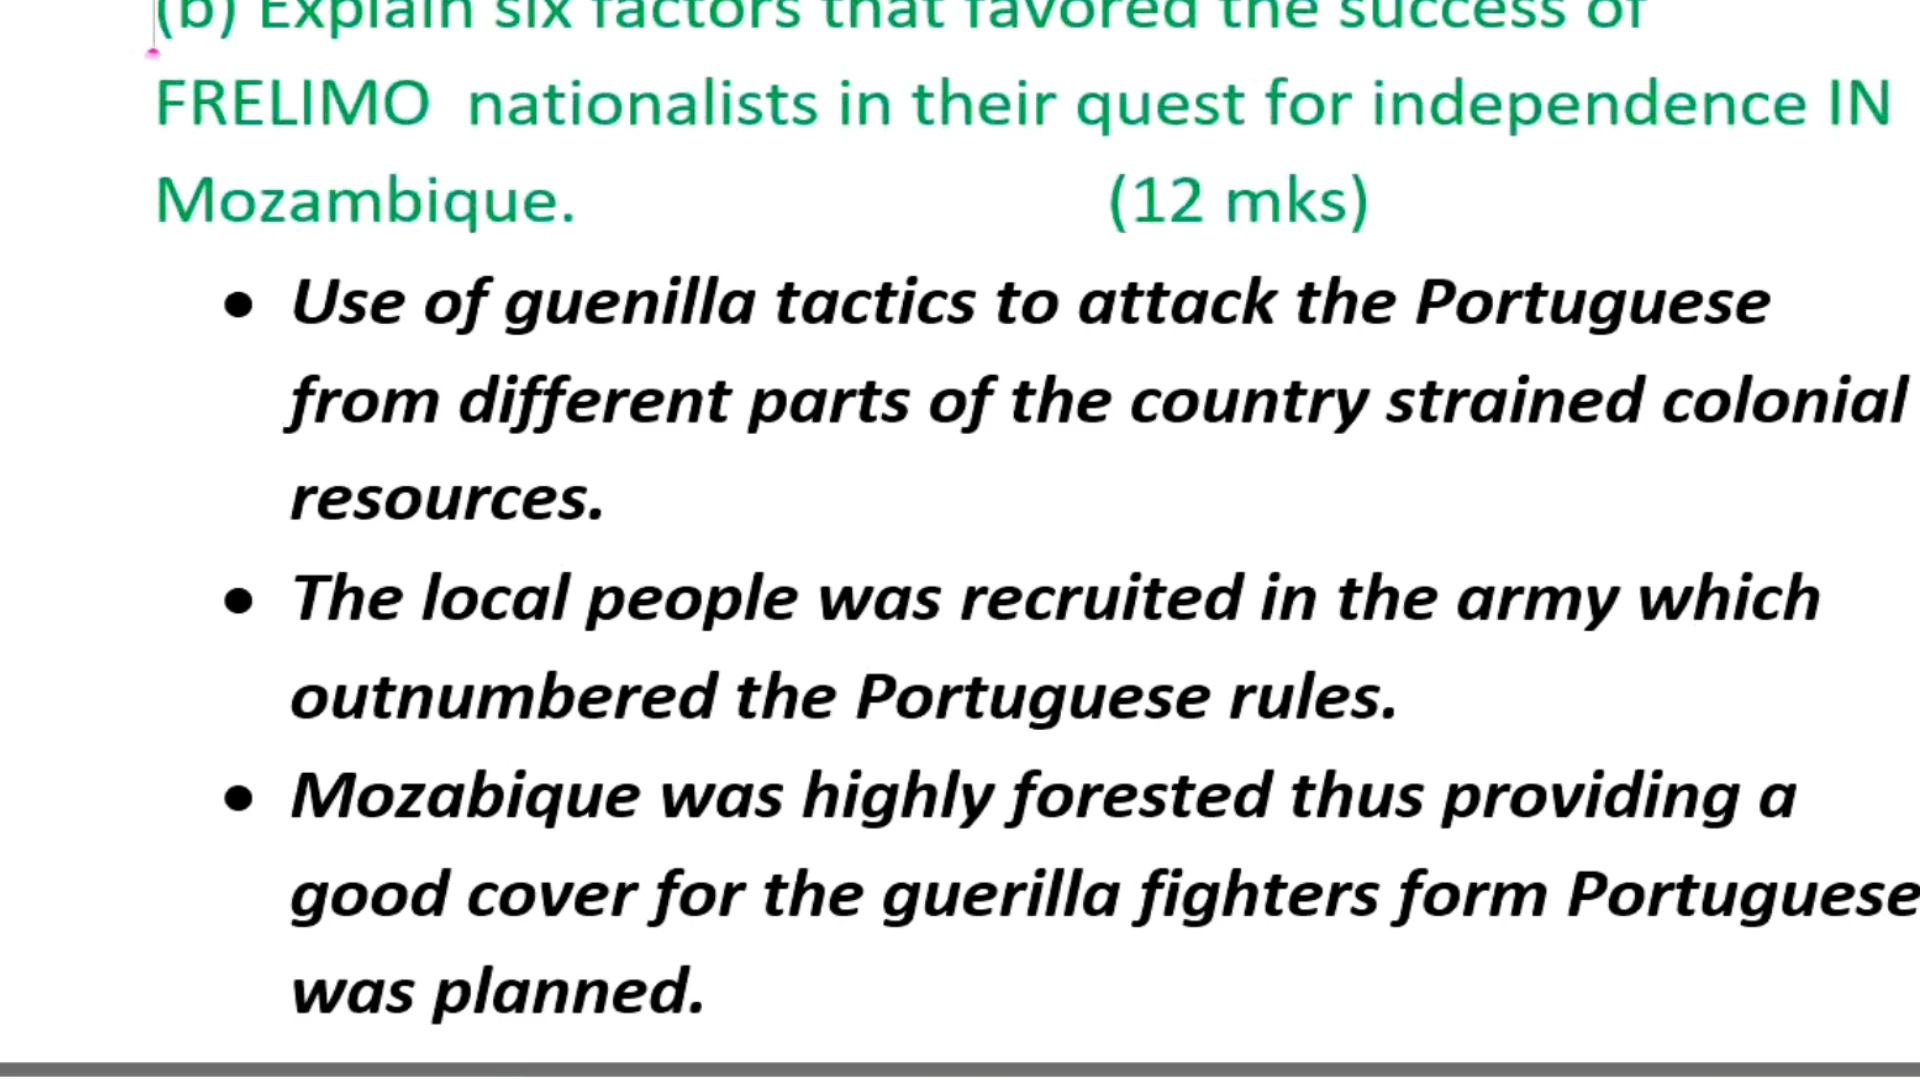 (b) Explain six factors that favored the success of
FRELIMO nationalists in their quest for independence IN
Mozambique. (12 mks)
• Use of guenilla tactics to attack the Portuguese
from different parts of the country strained colonial
resources.
• The local people was recruited in the army which
outnumbered the Portuguese rules.
• Mozabique was highly forested thus providing a
good cover for the guerilla fighters form Portuguese
was planned.